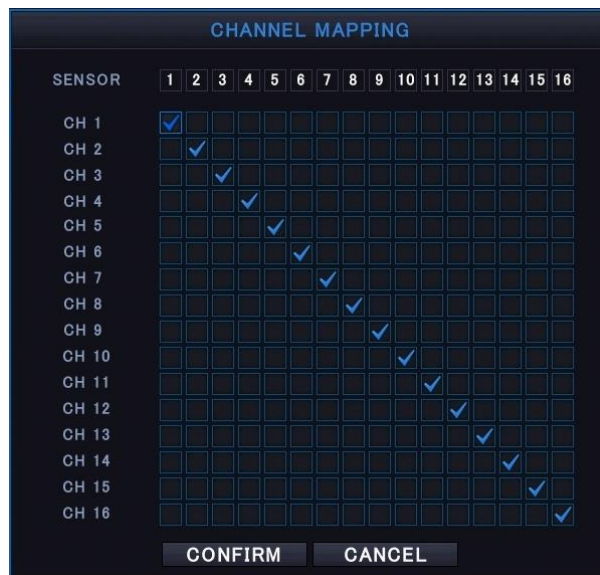 CHANNEL MAPPING
SENSOR 1 2 3 4 5 6 7 8 9 10 11 12 13 14 15 16
CH 1
CH 2
CH 3
CH 4
CH 5
CH 6
CH 7
CH 8
CH 9
CH 10
CH 11
CH 12
CH 13
CH 14
CH 15
CH 16
CONFIRM CANCEL